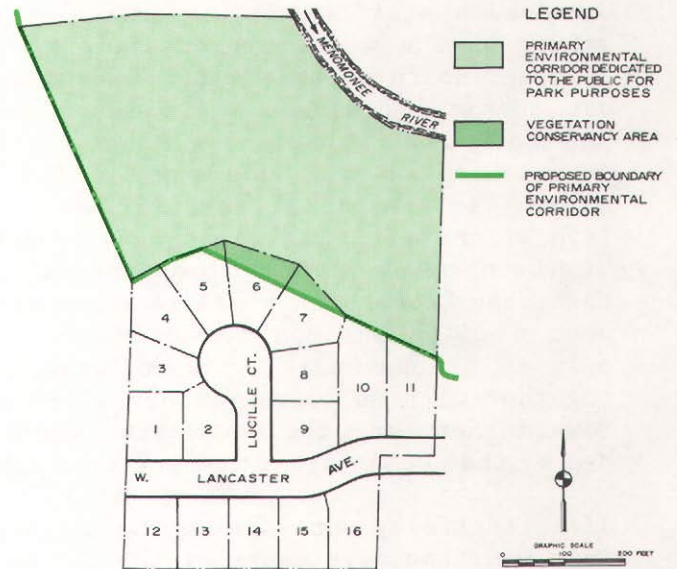 LEGEND
PRIMARY
ENVIRONMENTAL
CORRIDOR DEDICATED
TO THE PUBLIC FOR
PARK PURPOSES
VEGETATION
CONSERVANCY AREA
PROPOSED BOUNDARY
OF PRIMARY
ENVIRONMENTAL
CORRIDOR
MENOMONEE
RIVER
5
6
4
7
3
8
LUCILLE CT.
10
11
1
2
9
W. LANCASTER AVE.
12
13
14
15
16
GRAPHIC SCALE
0 100 200 FEET